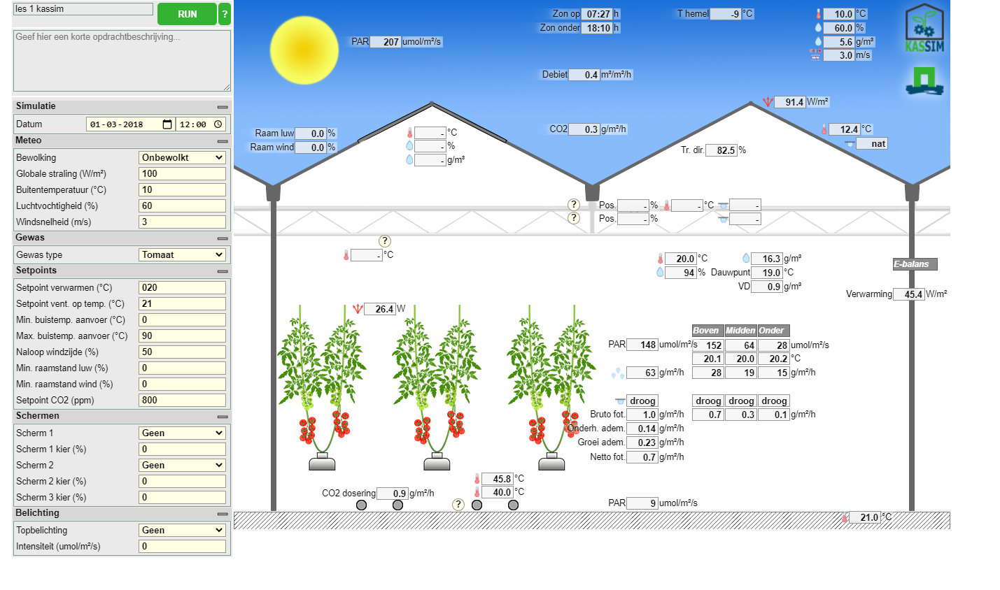 les 1 kassim
RUN
?
Geef hier een korte opdrachtbeschrijving...
Simulatie
Datum 01-03-2018 12:00
Meteo
Bewolking Onbewolkt
Globale straling (W/m²) 100
Buitentemperatuur (°C) 10
Luchtvochtigheid (%) 60
Windsnelheid (m/s) 3
Gewas
Gewas type Tomaat
Setpoints
Setpoint verwarmen (°C) 020
Setpoint vent. op temp. (°C) 21
Min. buistemp. aanvoer (°C) 0
Max. buistemp. aanvoer (°C) 90
Naloop windzijde (%) 50
Min. raamstand luw (%) 0
Min. raamstand wind (%) 0
Setpoint CO2 (ppm) 800
Schermen
Scherm 1 Geen
Scherm 1 kier (%) 0
Scherm 2 Geen
Scherm 2 kier (%) 0
Scherm 3 kier (%) 0
Belichting
Topbelichting Geen
Intensiteit (umol/m²/s) 0
Zon op 07:27 h
Zon onder 18:10 h
T hemel -9 °C
10.0 °C
60.0 %
5.6 g/m³
3.0 m/s
KASSIM
PAR 207 umol/m²/s
Debiet 0.4 m³/m²/h
91.4 W/m²
Raam luw 0.0 %
Raam wind 0.0 %
- °C
- %
- g/m³
CO2 0.3 g/m²/h
12.4 °C
nat
Tr. dir. 82.5 %
? Pos. - % - °C -
? Pos. - % -
?
- °C
20.0 °C 16.3 g/m³
94 % Dauwpunt 19.0 °C
VD 0.9 g/m³
E-balans
Verwarming 45.4 W/m²
26.4 W
Boven Midden Onder
PAR 148 umol/m²/s 152 64 28 umol/m²/s
20.1 20.0 20.2 °C
63 g/m²/h 28 19 15 g/m²/h
droog droog droog droog
Bruto fot. 1.0 g/m²/h 0.7 0.3 0.1 g/m²/h
Onderh. adem. 0.14 g/m²/h
Groei adem. 0.23 g/m²/h
Netto fot. 0.7 g/m²/h
45.8 °C
CO2 dosering 0.9 g/m²/h 40.0 °C
?
PAR 9 umol/m²/s
21.0 °C